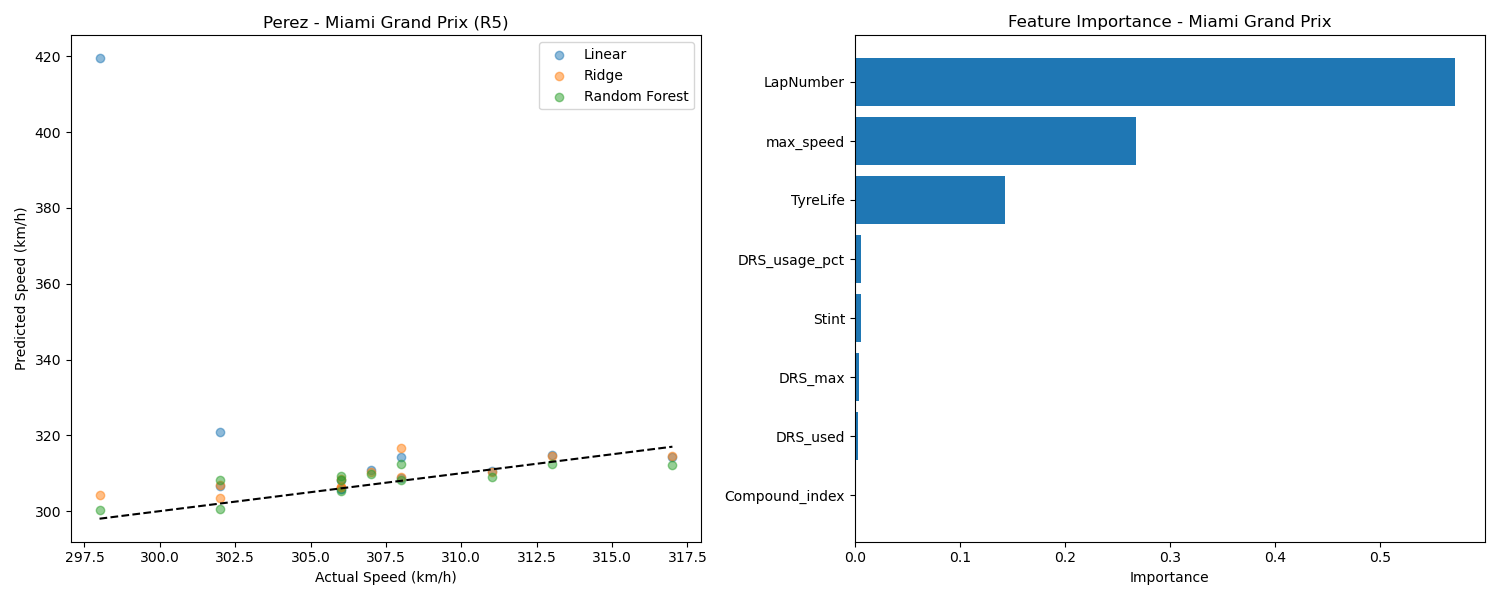 Perez - Miami Grand Prix (R5)
Linear
Ridge
Random Forest
420
400
380
360
340
320
300
Predicted Speed (km/h)
297.5
300.0
302.5
305.0
307.5
310.0
312.5
315.0
317.5
Actual Speed (km/h)
Feature Importance - Miami Grand Prix
LapNumber
max_speed
TyreLife
DRS_usage_pct
Stint
DRS_max
DRS_used
Compound_index
0.0
0.1
0.2
0.3
0.4
0.5
Importance